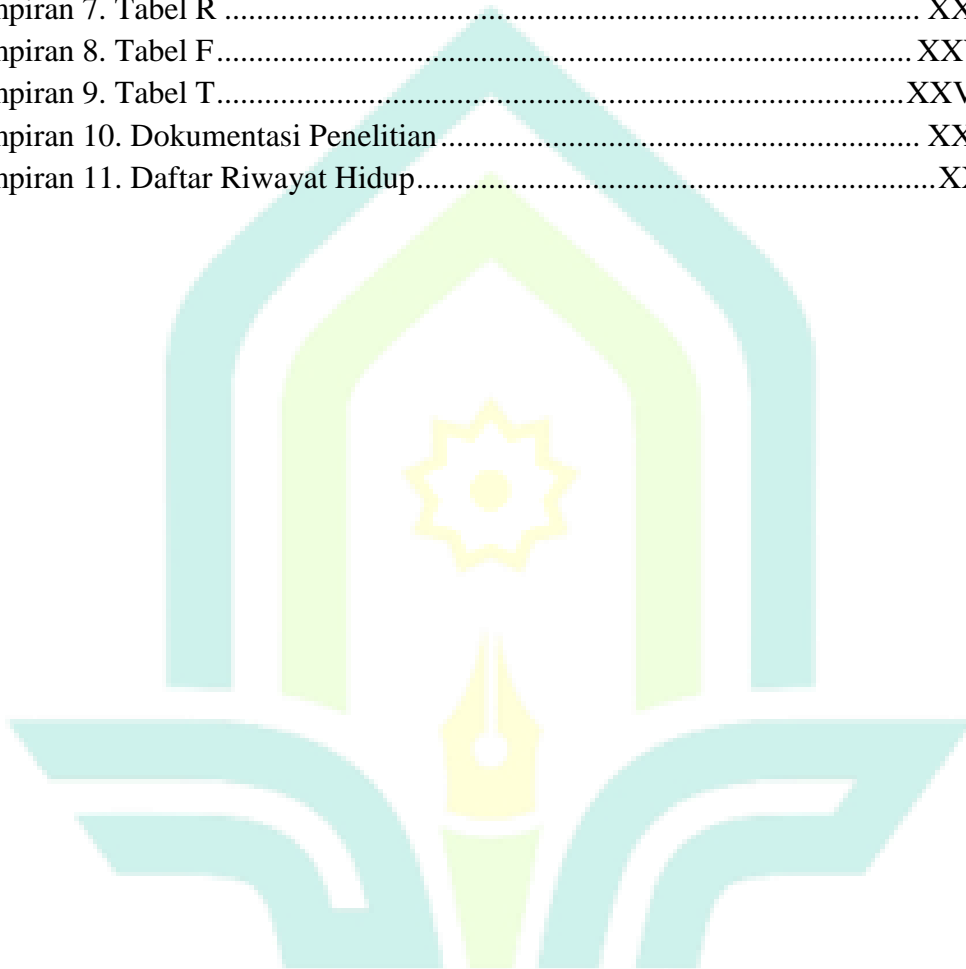 mpiran 7. Tabel R ........................................................................................ XX
mpiran 8. Tabel F ........................................................................................ XX
mpiran 9. Tabel T ........................................................................................ XXV
mpiran 10. Dokumentasi Penelitian ............................................................. XX
mpiran 11. Daftar Riwayat Hidup ................................................................. XX